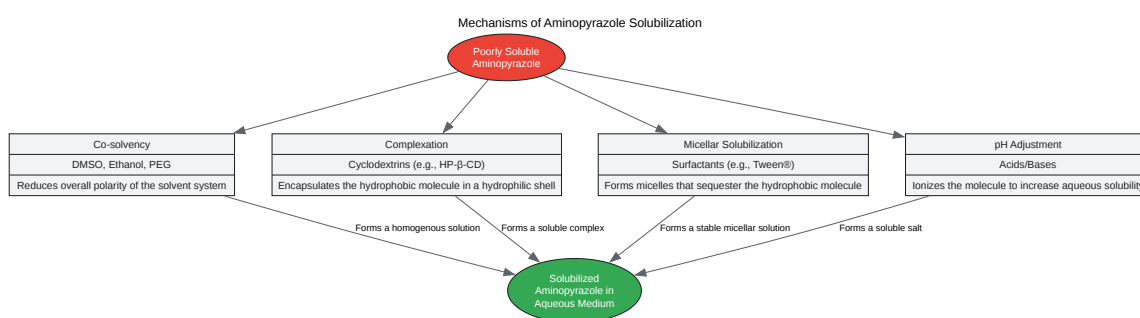 Mechanisms of Aminopyrazole Solubilization
Poorly Soluble
Aminopyrazole
Co-solvency
DMSO, Ethanol, PEG
Reduces overall polarity of the solvent system
Complexation
Cyclodextrins (e.g., HP-β-CD)
Encapsulates the hydrophobic molecule in a hydrophilic shell
Micellar Solubilization
Surfactants (e.g., Tween®)
Forms micelles that sequester the hydrophobic molecule
pH Adjustment
Acids/Bases
Ionizes the molecule to increase aqueous solubility
Forms a homogenous solution
Forms a soluble complex
Forms a stable micellar solution
Forms a soluble salt
Solubilized
Aminopyrazole in
Aqueous Medium